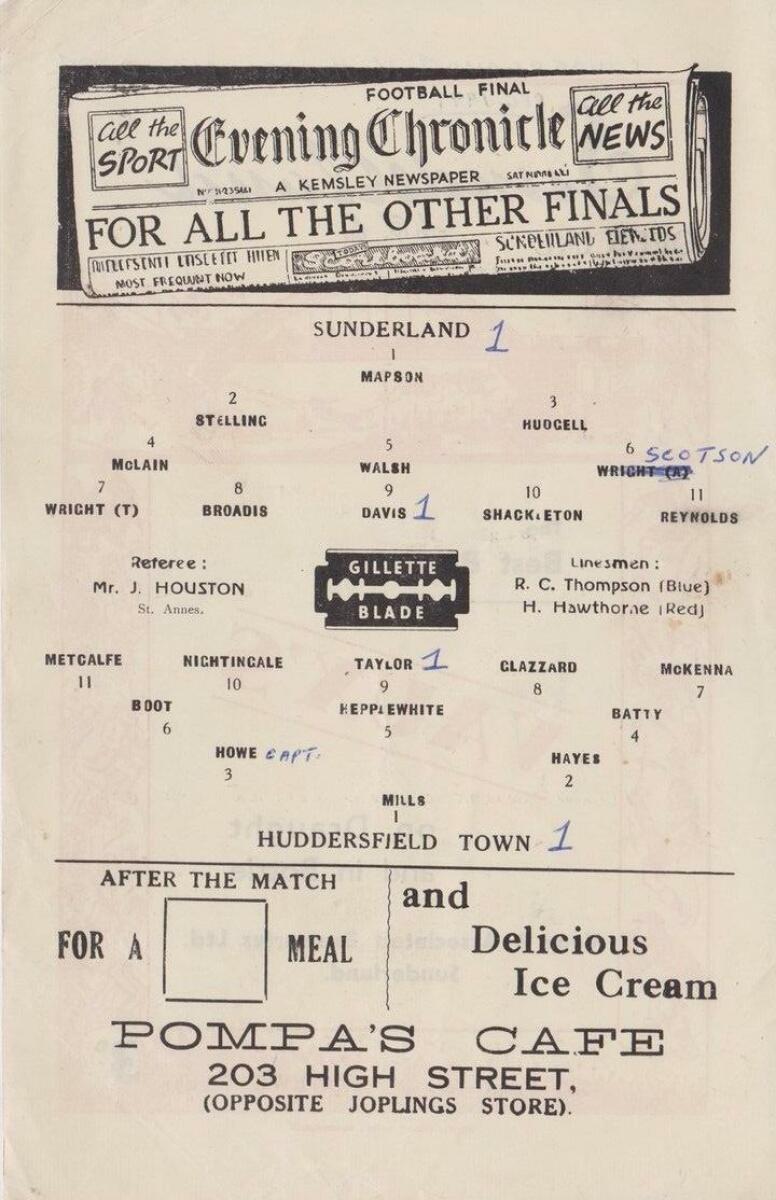 FOOTBALL FINAL
All the SPORT
Evening Chronicle
All the NEWS
A KEMSLEY NEWSPAPER
FOR ALL THE OTHER FINALS
TODAY
SUNDERLAND
MOST FREQUENT NOW
SUNDERLAND 1
1
MAPSON
2 3
STELLING HUDGELL
4 5 6
McLAIN WALSH WRIGHT (A) SCOTSON
7 8 9 10 11
WRIGHT (T) BROADIS DAVIS 1 SHACKLETON REYNOLDS
Referee :
Mr. J. HOUSTON
St. Annes.
GILLETTE
BLADE
Linesmen :
R. C. Thompson (Blue)
H. Hawthorne (Red)
METCALFE NIGHTINGALE TAYLOR 1 GLAZZARD McKENNA
11 10 9 8 7
BOOT HEPPLEWHITE BATTY
6 5 4
HOWE CAPT. HAYES
3 2
MILLS
1
HUDDERSFIELD TOWN 1
AFTER THE MATCH
FOR A MEAL
and
Delicious
Ice Cream
POMPA'S CAFE
203 HIGH STREET,
(OPPOSITE JOPLINGS STORE).